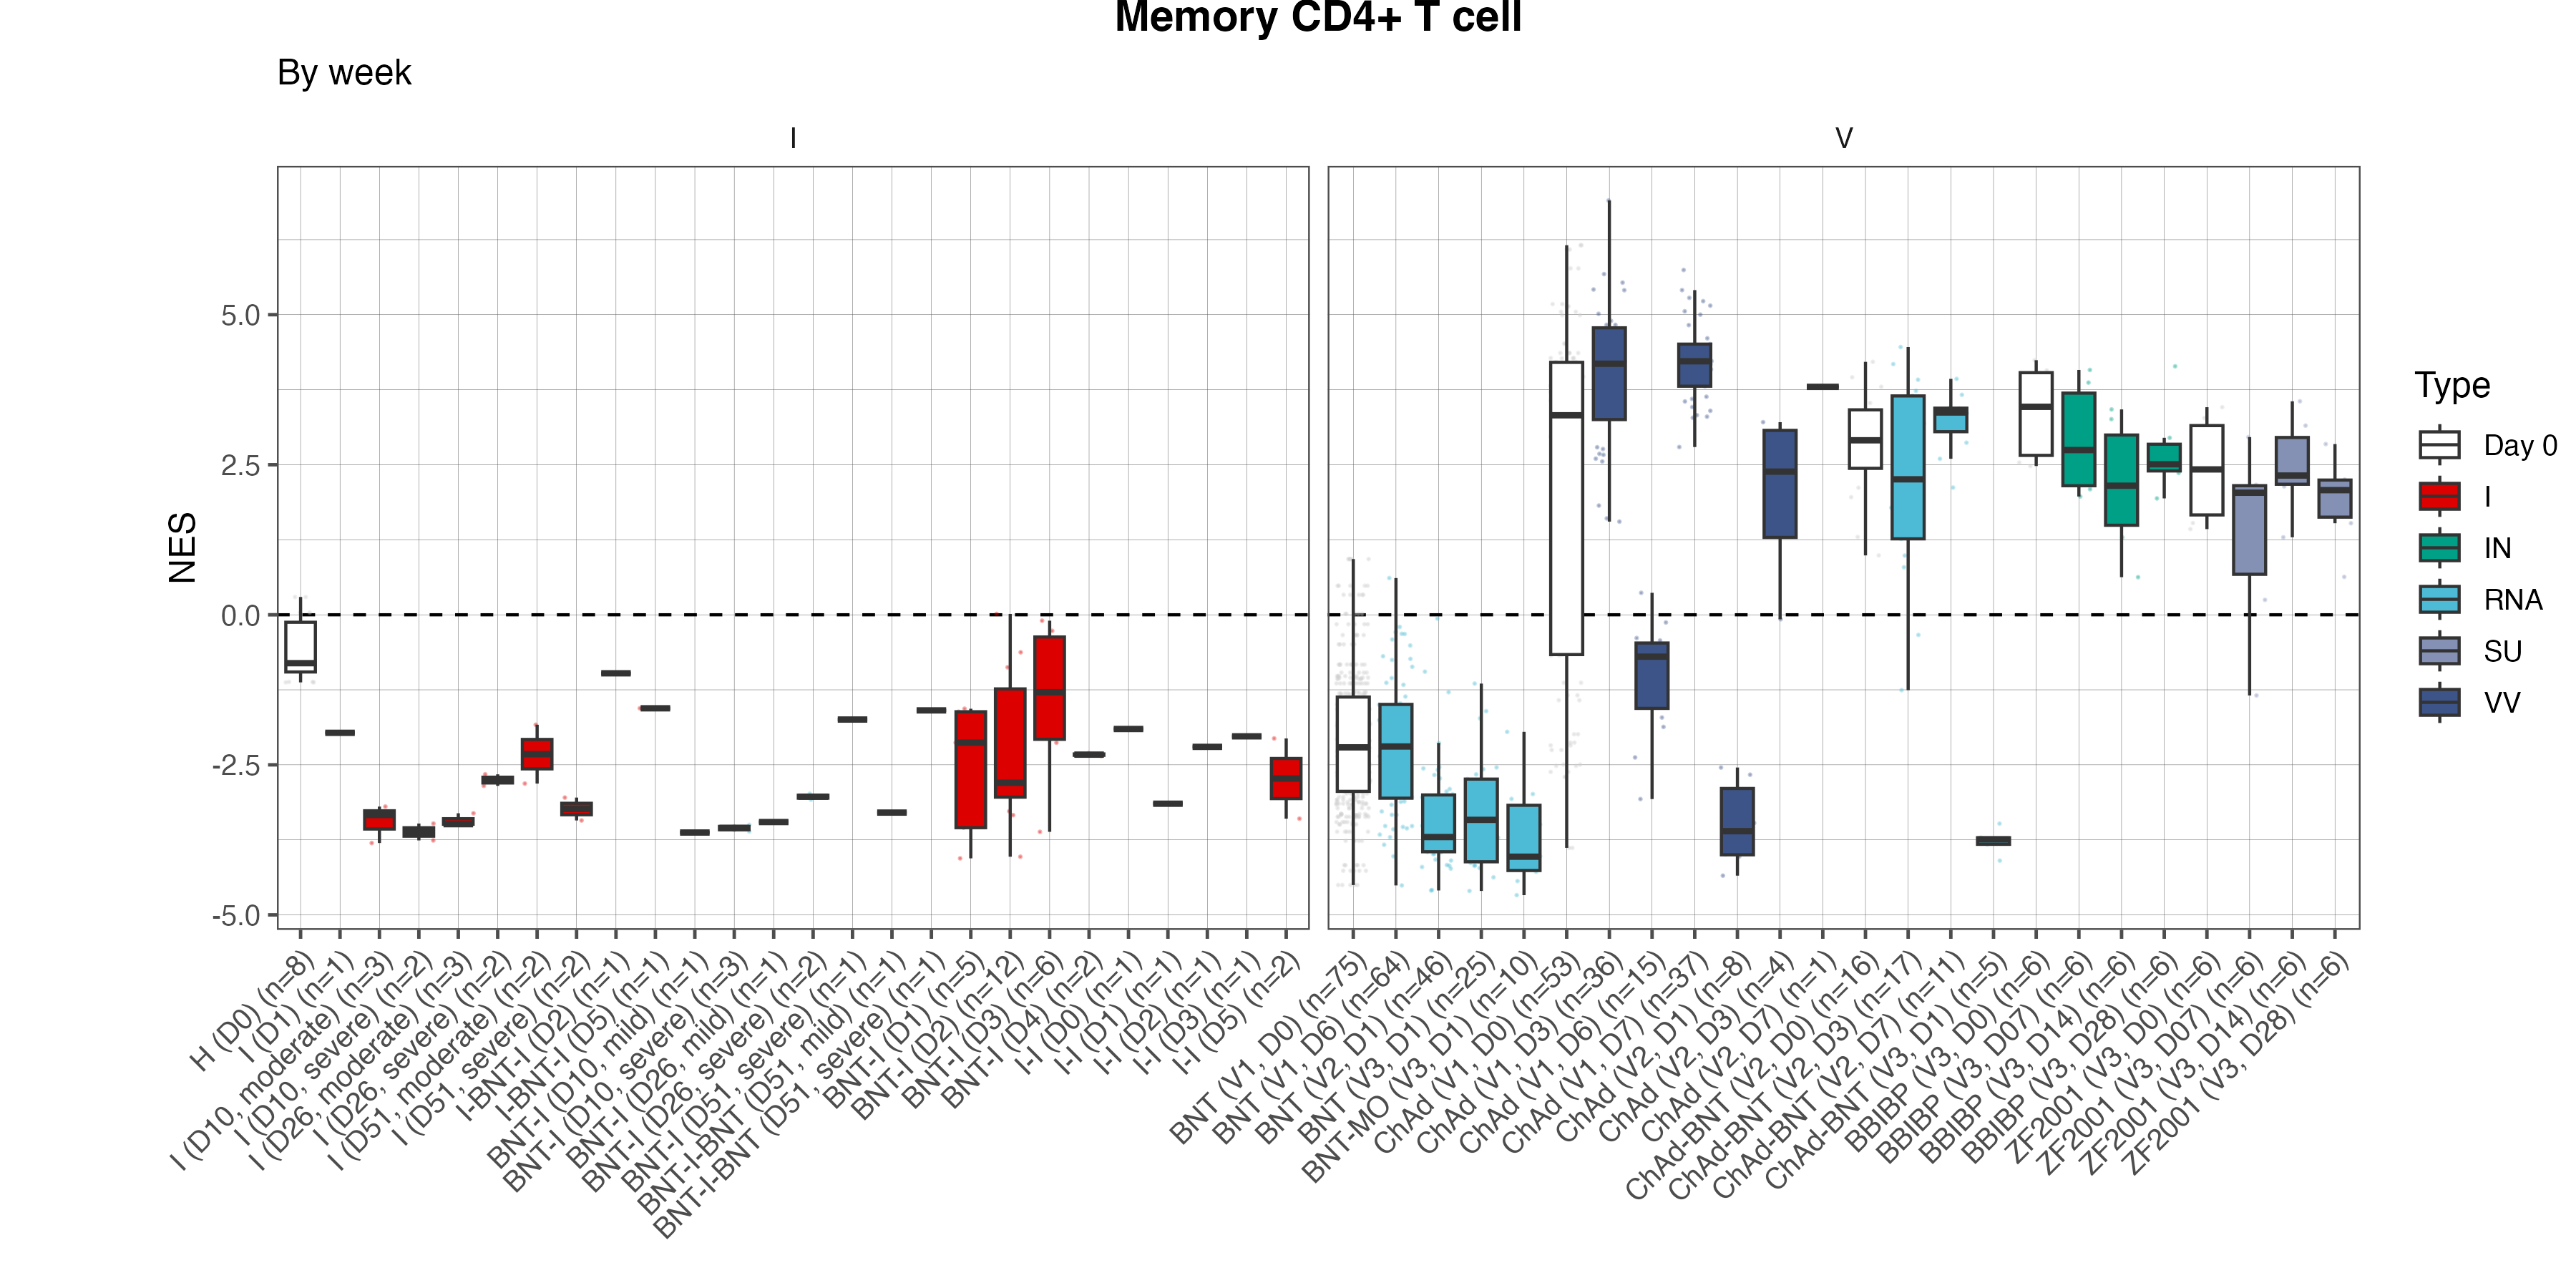 Memory CD4+ T cell
By week
I
V
NES
5.0
2.5
0.0
-2.5
-5.0
H (D0) (n=8)
I (D1) (n=1)
I (D10, moderate) (n=3)
I (D10, severe) (n=2)
I (D26, moderate) (n=3)
I (D26, severe) (n=2)
I (D51, moderate) (n=2)
I (D51, severe) (n=2)
I-BNT-I (D2) (n=1)
I-BNT-I (D5) (n=1)
BNT-I (D10, mild) (n=1)
BNT-I (D10, severe) (n=3)
BNT-I (D26, mild) (n=1)
BNT-I (D26, severe) (n=2)
BNT-I (D51, severe) (n=1)
BNT-I-BNT (D51, mild) (n=1)
BNT-I-BNT (D51, severe) (n=1)
BNT-I (D1) (n=5)
BNT-I (D2) (n=12)
BNT-I (D3) (n=6)
BNT-I (D4) (n=2)
I-I (D0) (n=1)
I-I (D1) (n=1)
I-I (D2) (n=1)
I-I (D3) (n=1)
I-I (D5) (n=2)
BNT (V1, D0) (n=75)
BNT (V1, D6) (n=64)
BNT (V2, D1) (n=46)
BNT (V3, D1) (n=25)
BNT-MO (V3, D1) (n=10)
ChAd (V1, D0) (n=53)
ChAd (V1, D3) (n=36)
ChAd (V1, D6) (n=15)
ChAd (V1, D7) (n=37)
ChAd (V2, D1) (n=8)
ChAd (V2, D3) (n=4)
ChAd (V2, D7) (n=1)
ChAd-BNT (V2, D0) (n=16)
ChAd-BNT (V2, D3) (n=17)
ChAd-BNT (V2, D7) (n=11)
ChAd-BNT (V3, D1) (n=5)
BBIBP (V3, D0) (n=6)
BBIBP (V3, D07) (n=6)
BBIBP (V3, D14) (n=6)
BBIBP (V3, D28) (n=6)
ZF2001 (V3, D0) (n=6)
ZF2001 (V3, D07) (n=6)
ZF2001 (V3, D14) (n=6)
ZF2001 (V3, D28) (n=6)
Type
Day 0
I
IN
RNA
SU
VV